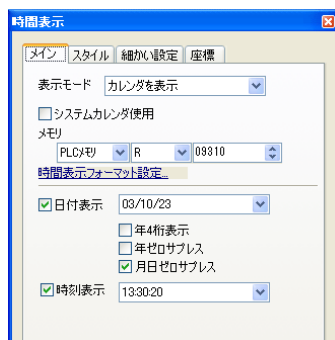 時間表示
メイン スタイル 細かい設定 座標
表示モード カレンダを表示
システムカレンダ使用
メモリ
PLCメモリ R 09310
時間表示フォーマット設定...
日付表示 03/10/23
年4桁表示
年ゼロサプレス
月日ゼロサプレス
時刻表示 13:30:20